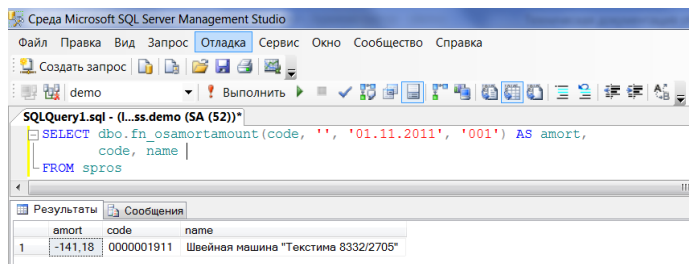 Среда Microsoft SQL Server Management Studio
Файл Правка Вид Запрос Отладка Сервис Окно Сообщество Справка
Создать запрос
demo Выполнить
SQLQuery1.sql - (l...ss.demo (SA (52))*
SELECT dbo.fn_osamortamount(code, '', '01.11.2011', '001') AS amort,
code, name
FROM spros
Результаты Сообщения
amort code name
1 -141,18 0000001911 Швейная машина "Текстима 8332/2705"